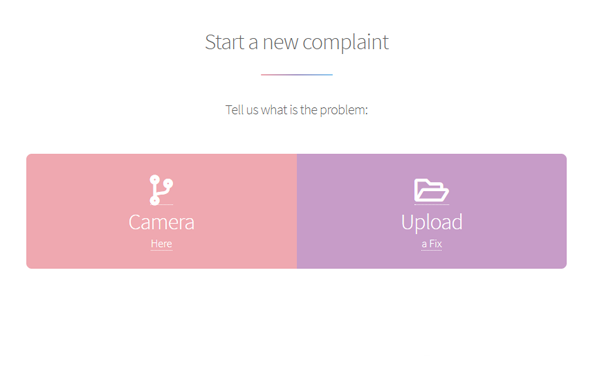 Start a new complaint
Tell us what is the problem:
Camera
Here
Upload
a Fix